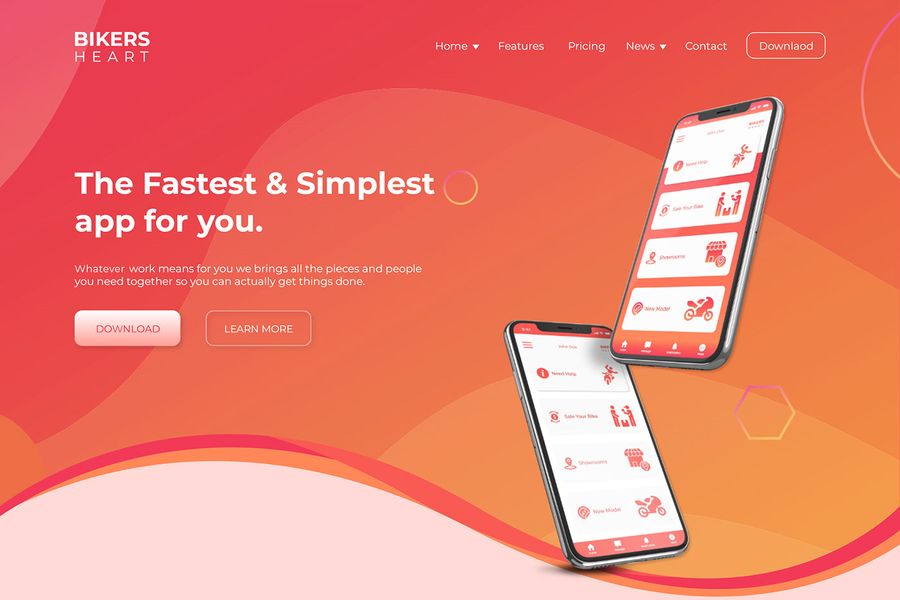 BIKERS
HEART
Home
Features
Pricing
News
Contact
Downlaod
The Fastest & Simplest
app for you.
Whatever work means for you we brings all the pieces and people
you need together so you can actually get things done.
DOWNLOAD
LEARN MORE
BIKERS
Need Help
Sale Your Bike
Showrooms
New Model
Need Help
Sale Your Bike
Showrooms
New Model